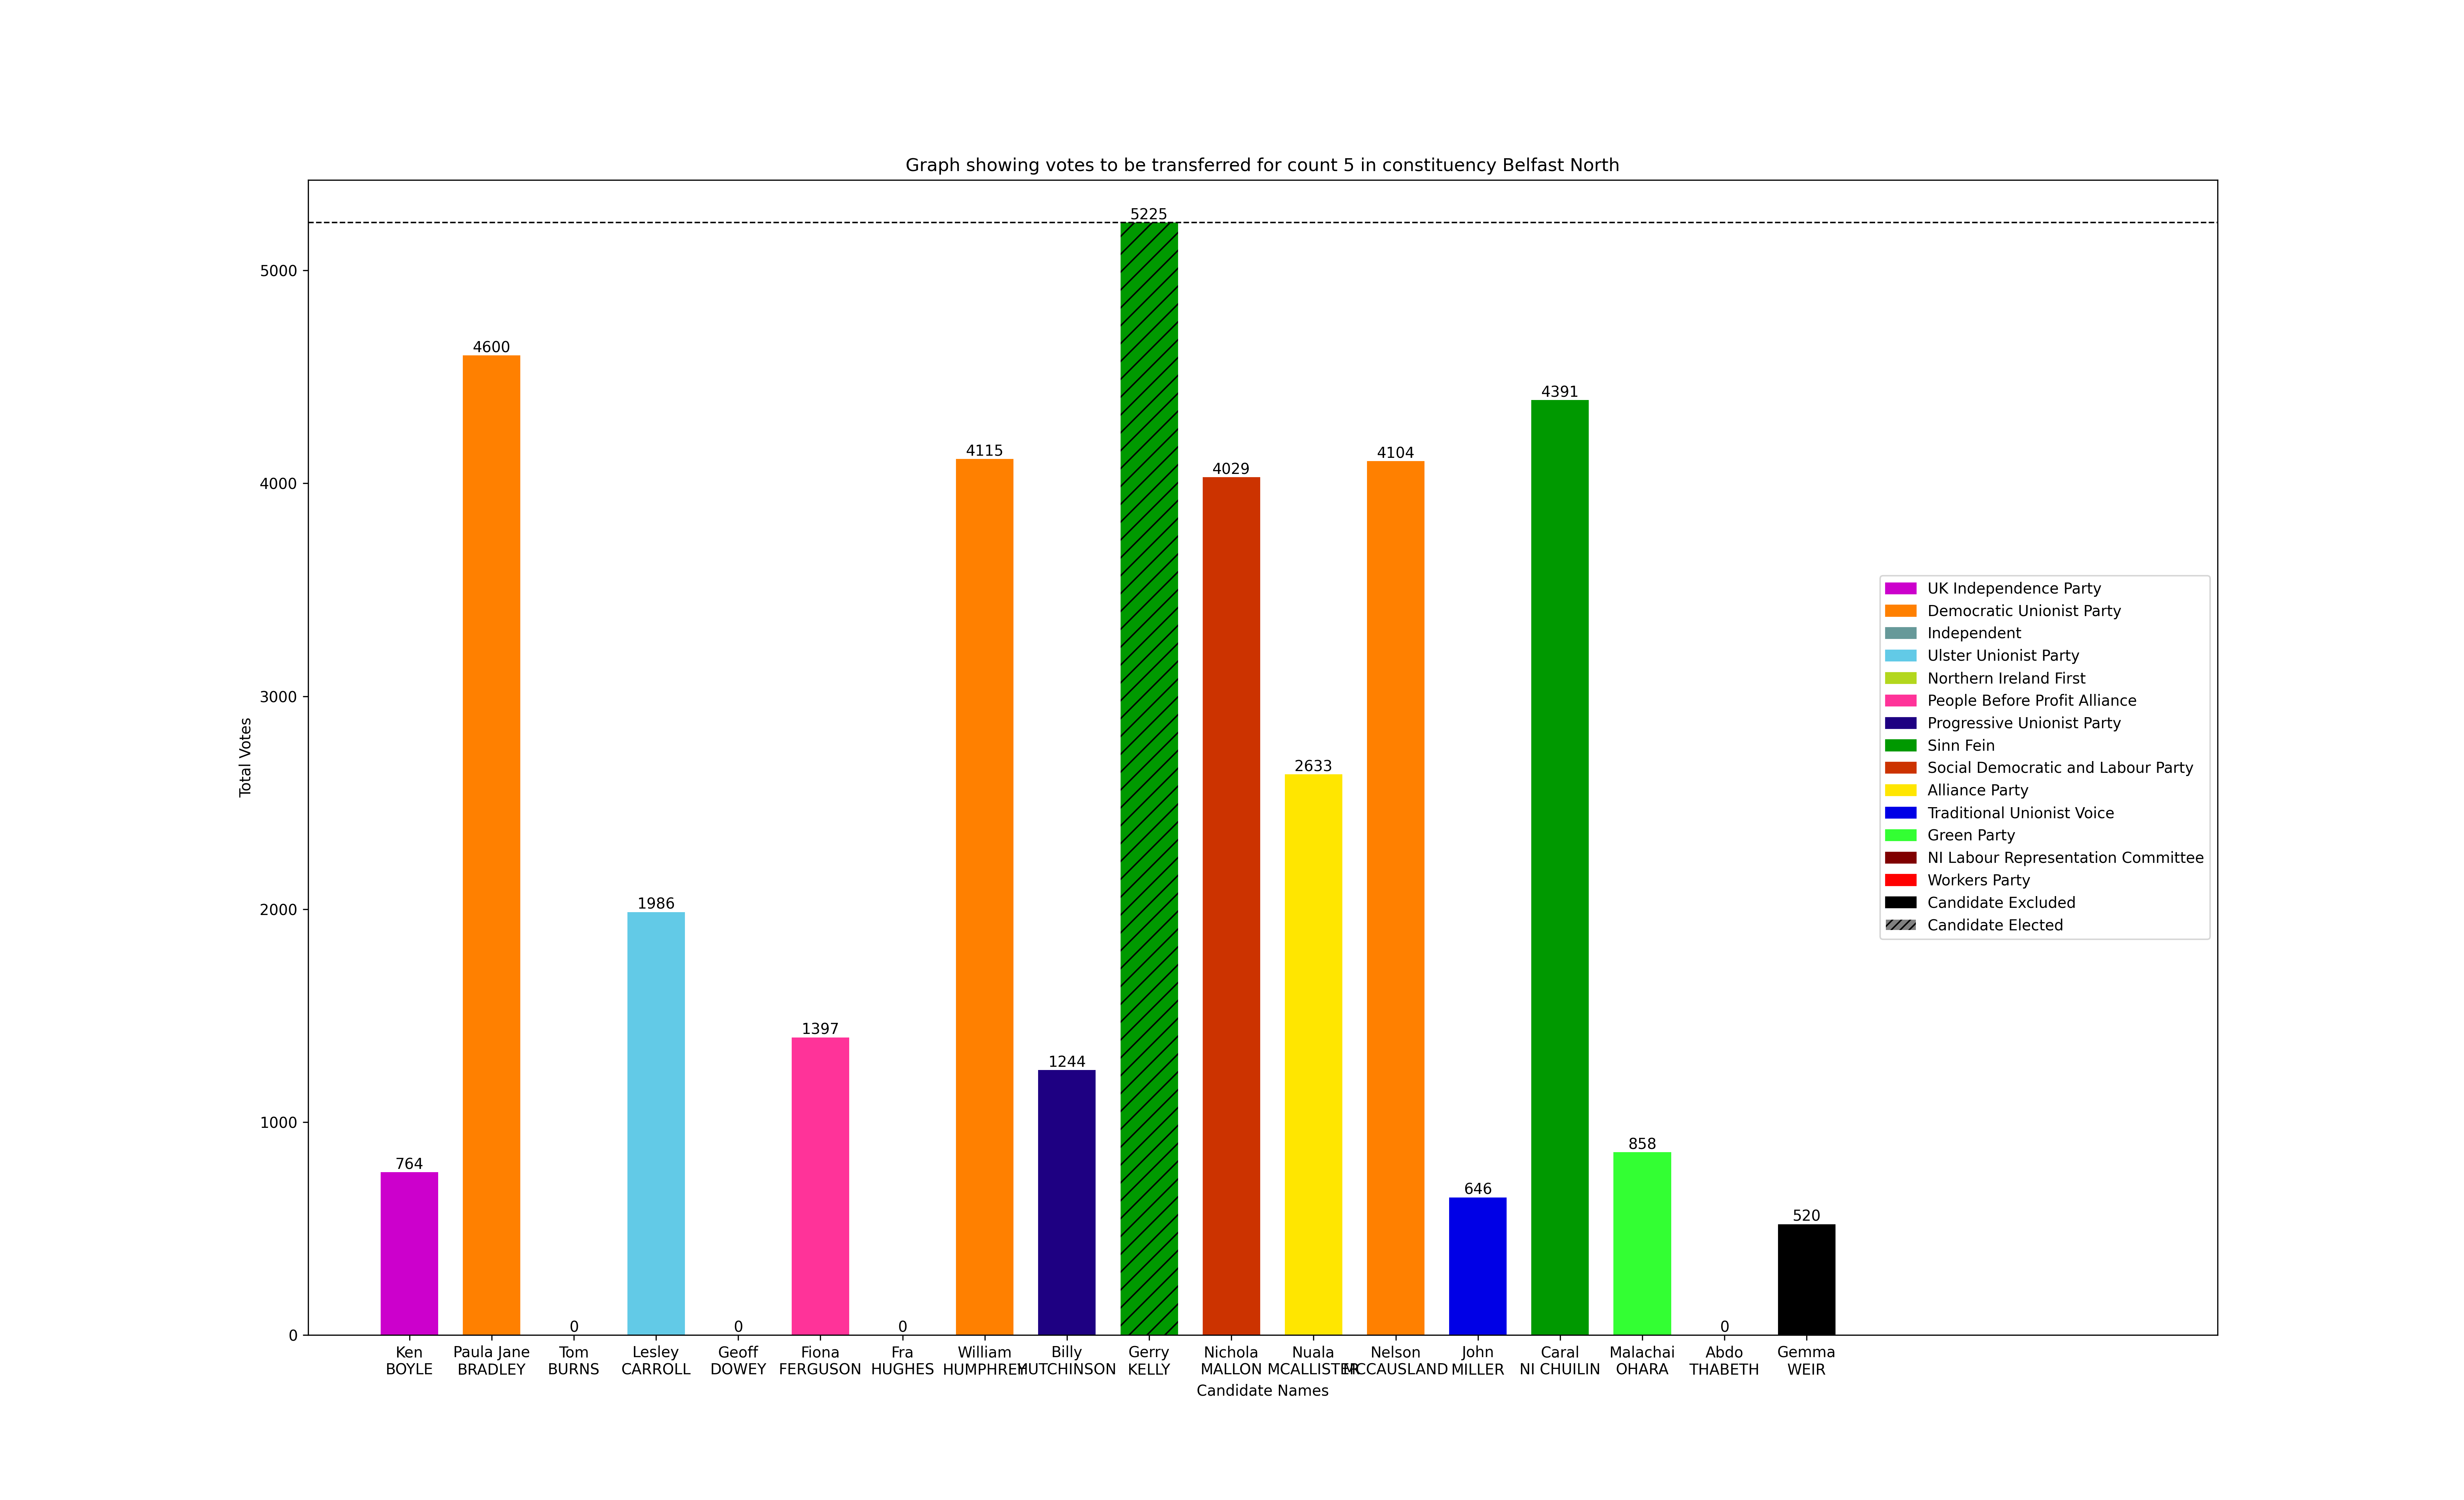 Graph showing votes to be transferred for count 5 in constituency Belfast North
Total Votes
5000
4000
3000
2000
1000
0
764
4600
0
1986
0
1397
0
4115
1244
5225
4029
2633
4104
646
4391
858
0
520
Ken
BOYLE
Paula Jane
BRADLEY
Tom
BURNS
Lesley
CARROLL
Geoff
DOWEY
Fiona
FERGUSON
Fra
HUGHES
William
HUMPHREY
Billy
HUTCHINSON
Gerry
KELLY
Nichola
MALLON
Nuala
MCALLISTER
Nelson
MCCAUSLAND
John
MILLER
Caral
NI CHUILIN
Malachai
OHARA
Abdo
THABETH
Gemma
WEIR
Candidate Names
UK Independence Party
Democratic Unionist Party
Independent
Ulster Unionist Party
Northern Ireland First
People Before Profit Alliance
Progressive Unionist Party
Sinn Fein
Social Democratic and Labour Party
Alliance Party
Traditional Unionist Voice
Green Party
NI Labour Representation Committee
Workers Party
Candidate Excluded
Candidate Elected